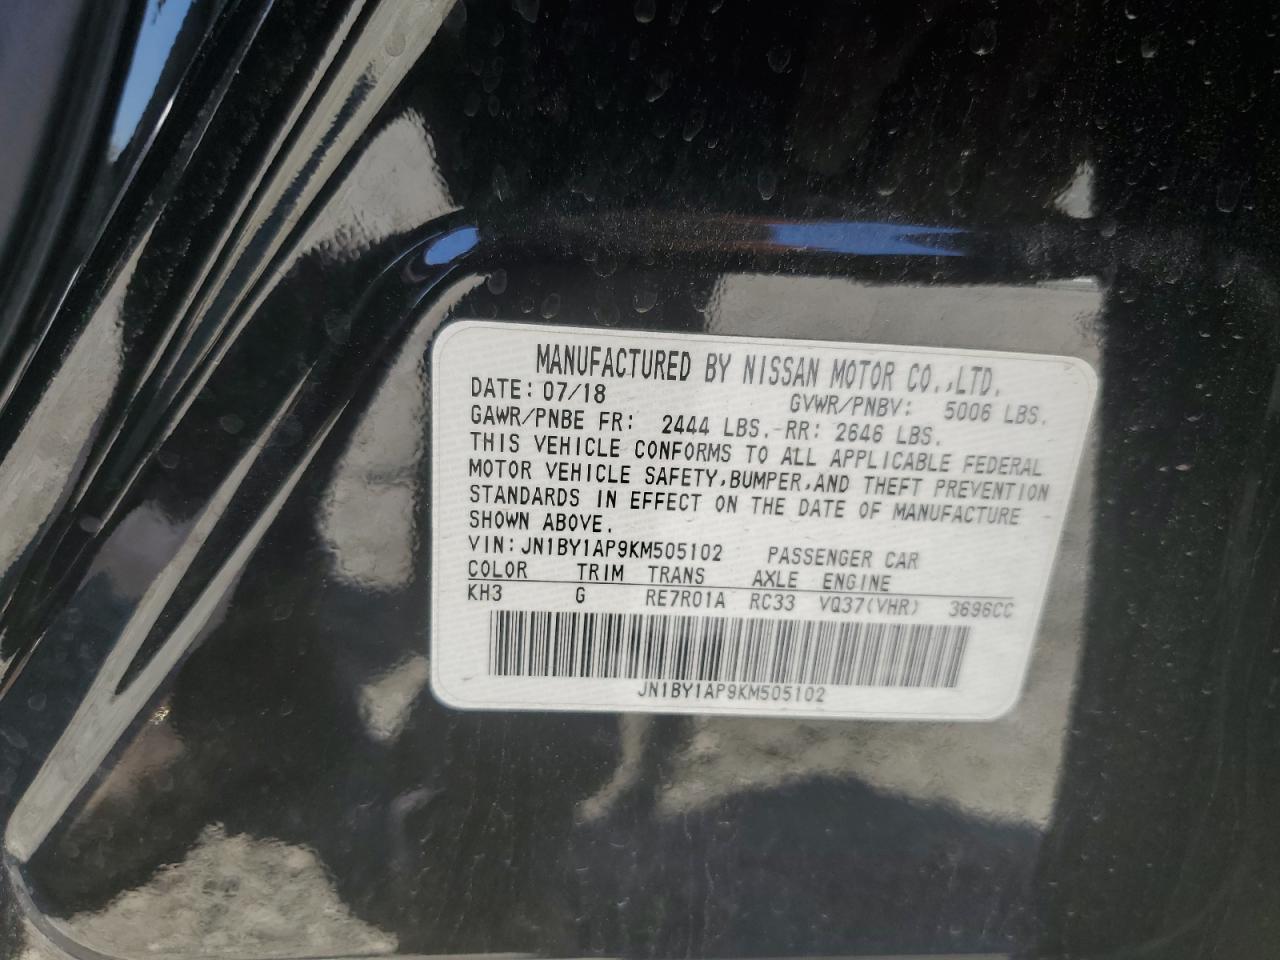 MANUFACTURED BY NISSAN MOTOR CO.,LTD.
DATE: 07/18 GVWR/PNBV: 5006 LBS.
GAWR/PNBE FR: 2444 LBS. RR: 2646 LBS.
THIS VEHICLE CONFORMS TO ALL APPLICABLE FEDERAL
MOTOR VEHICLE SAFETY,BUMPER,AND THEFT PREVENTION
STANDARDS IN EFFECT ON THE DATE OF MANUFACTURE
SHOWN ABOVE.
VIN: JN1BY1AP9KM505102 PASSENGER CAR
COLOR TRIM TRANS AXLE ENGINE
KH3 G RE7R01A RC33 VQ37(VHR) 3696CC
JN1BY1AP9KM505102